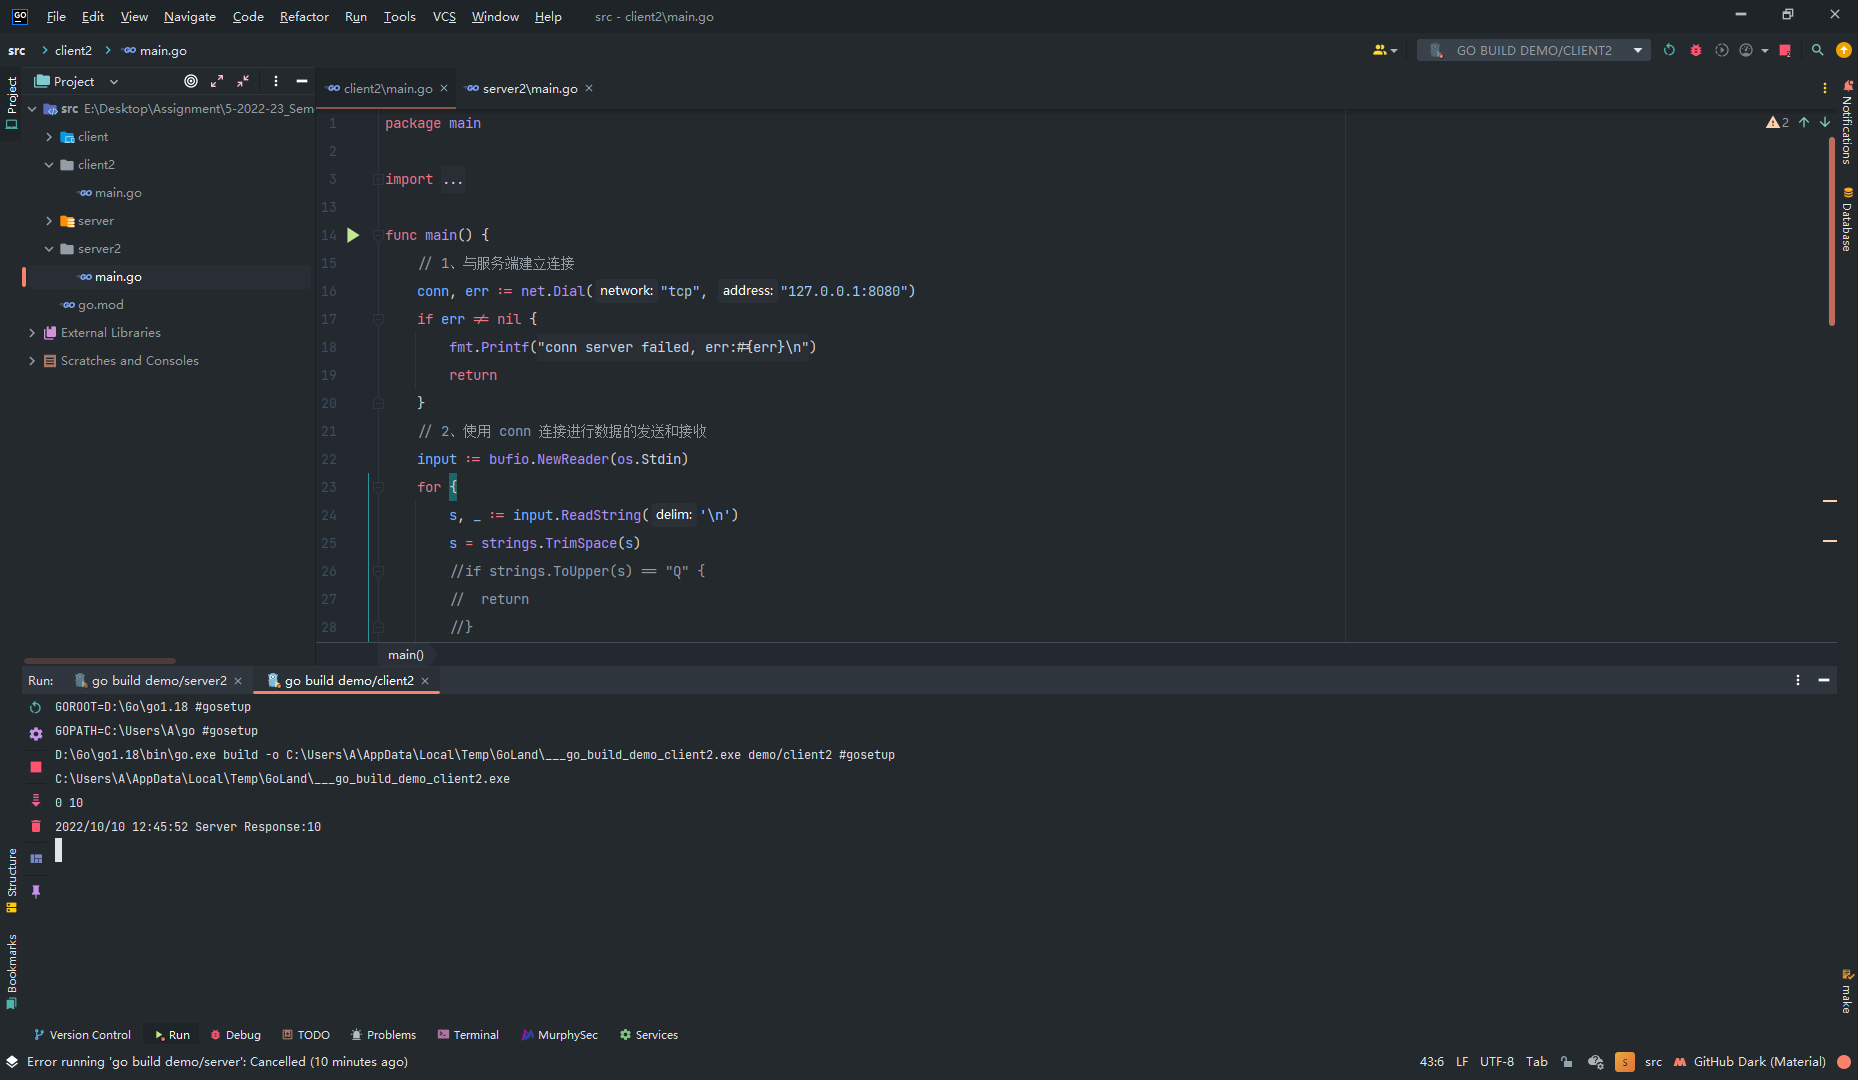 GO File Edit View Navigate Code Refactor Run Tools VCS Window Help src - client2\main.go
src client2 main.go GO BUILD DEMO/CLIENT2
Project
Project
client2\main.go
server2\main.go
src E:\Desktop\Assignment\5-2022-23_Sem
client
client2
main.go
server
server2
main.go
go.mod
External Libraries
Scratches and Consoles
1 package main
2
3 import ...
13
14 func main() {
15 // 1、与服务端建立连接
16 conn, err := net.Dial( network: "tcp", address: "127.0.0.1:8080")
17 if err != nil {
18 fmt.Printf("conn server failed, err:#{err}\n")
19 return
20 }
21 // 2、使用 conn 连接进行数据的发送和接收
22 input := bufio.NewReader(os.Stdin)
23 for {
24 s, _ := input.ReadString( delim: '\n')
25 s = strings.TrimSpace(s)
26 //if strings.ToUpper(s) == "Q" {
27 // return
28 //}
2
main()
Notifications
Database
make
Run: go build demo/server2 go build demo/client2
GOROOT=D:\Go\go1.18 #gosetup
GOPATH=C:\Users\A\go #gosetup
D:\Go\go1.18\bin\go.exe build -o C:\Users\A\AppData\Local\Temp\GoLand\___go_build_demo_client2.exe demo/client2 #gosetup
C:\Users\A\AppData\Local\Temp\GoLand\___go_build_demo_client2.exe
0 10
2022/10/10 12:45:52 Server Response:10
Structure
Bookmarks
Version Control Run Debug TODO Problems Terminal MurphySec Services
Error running 'go build demo/server': Cancelled (10 minutes ago) 43:6 LF UTF-8 Tab S src GitHub Dark (Material)